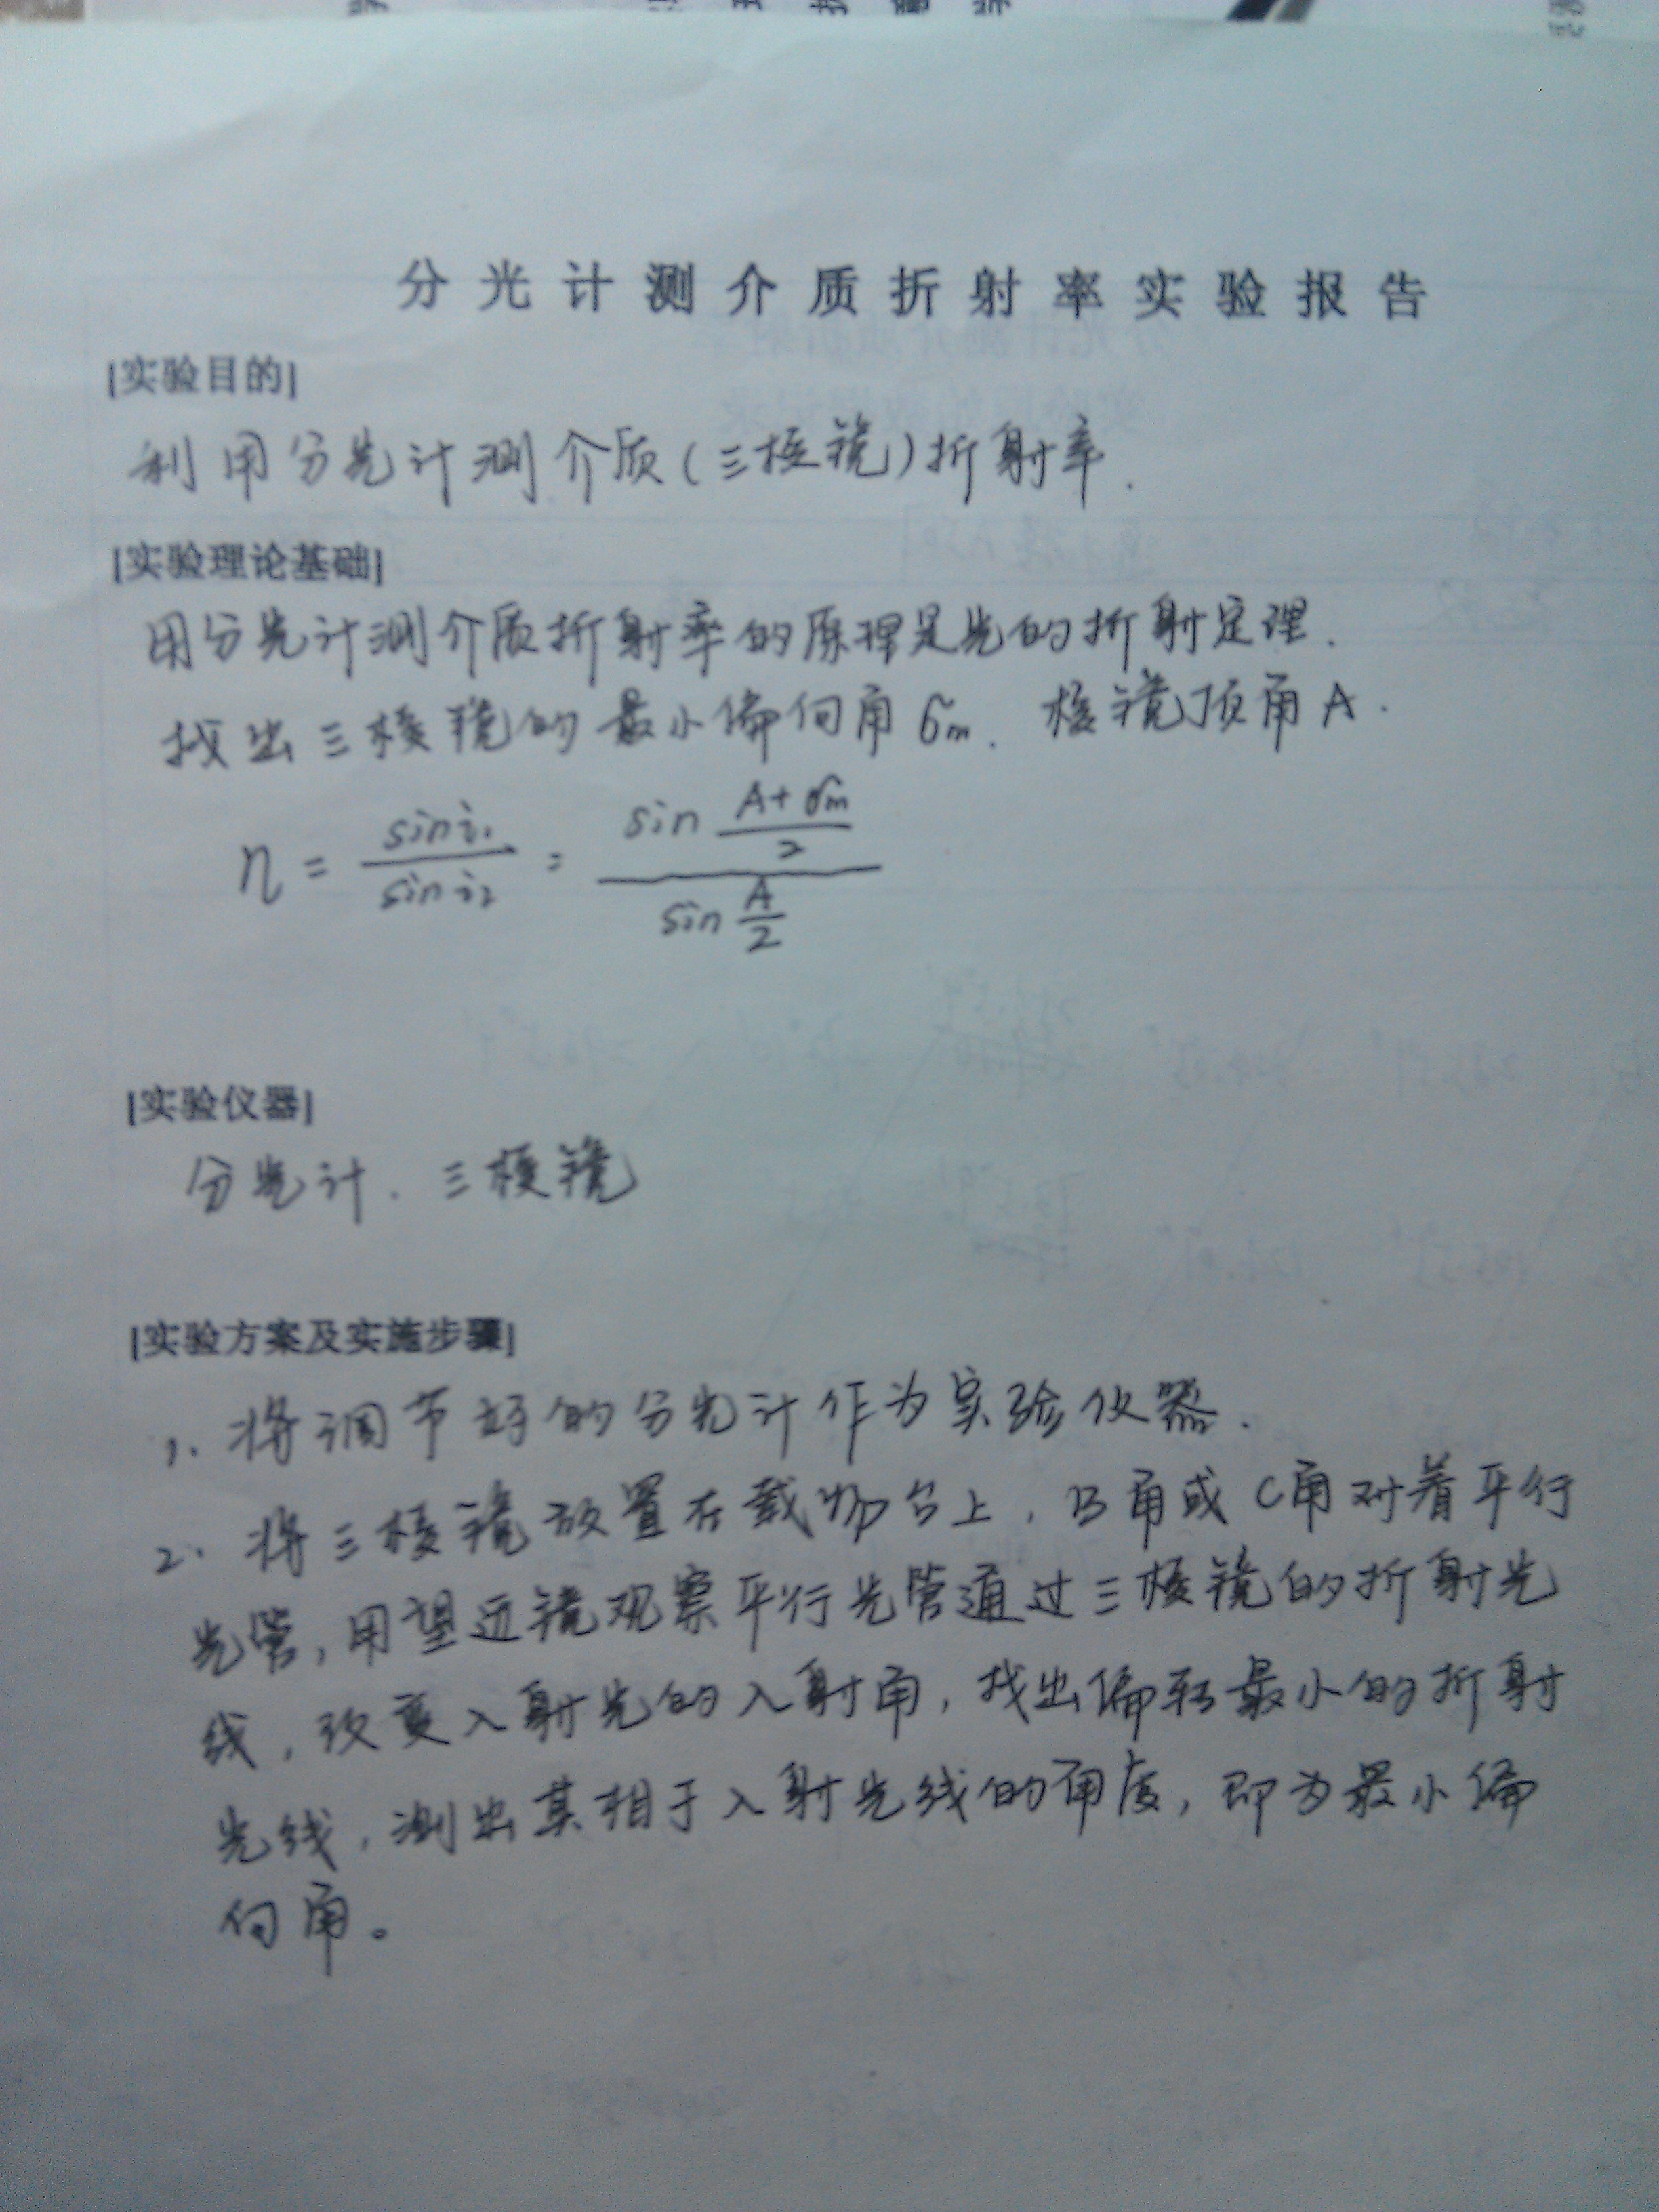 分光计测介质折射率实验报告
[实验目的]
利用分光计测介质(三棱镜)折射率.
[实验理论基础]
用分光计测介质折射率的原理是光的折射定理.
找出三棱镜的最小偏向角 σm. 棱镜顶角A.
n = sin i₁ / sin i₂ = sin (A+σm)/2 / sin A/2
[实验仪器]
分光计. 三棱镜
[实验方案及实施步骤]
1. 将调节好的分光计作为实验仪器.
2. 将三棱镜放置在载物台上, B角或C角对着平行
光管, 用望远镜观察平行光管通过三棱镜的折射光
线, 改变入射光的入射角, 找出偏转最小的折射
光线, 测出其相于入射光线的角度, 即为最小偏
向角。